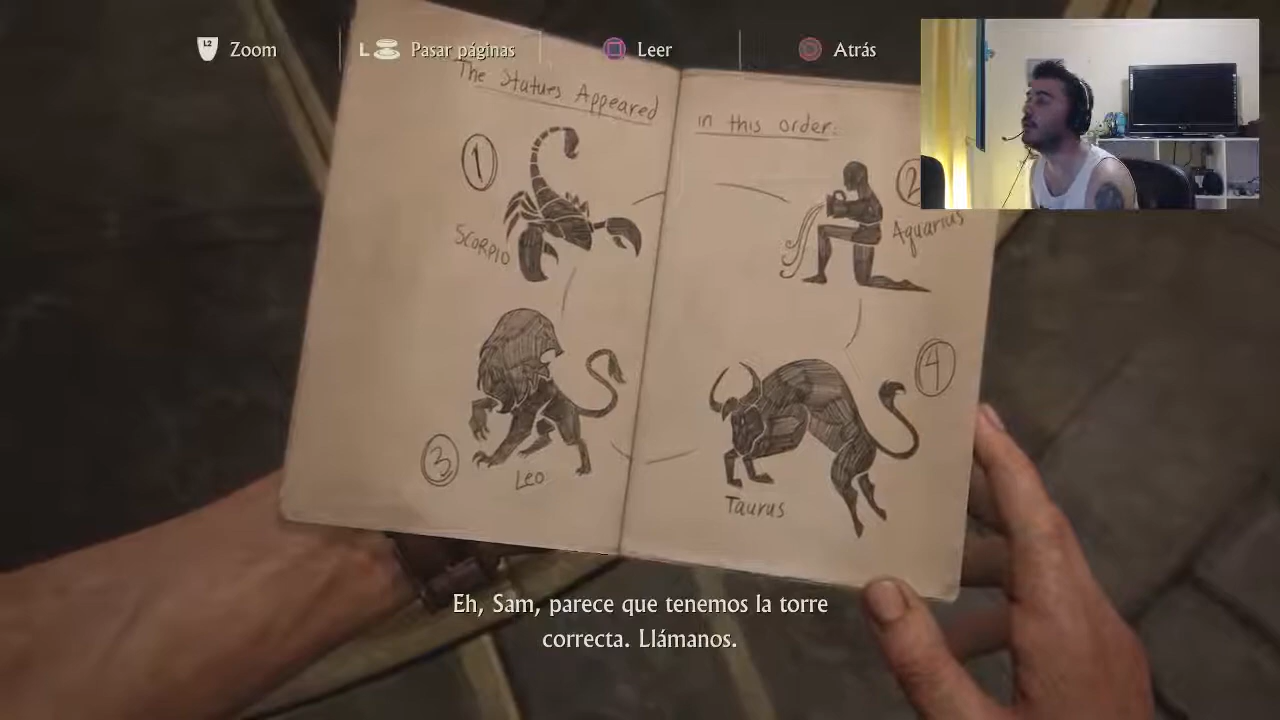 L2 Zoom
L Pasar páginas
Leer
Atrás
The Statues Appeared
in this order:
1
SCORPIO
2
Aquarius
3
Leo
4
Taurus
Eh, Sam, parece que tenemos la torre
correcta. Llámanos.